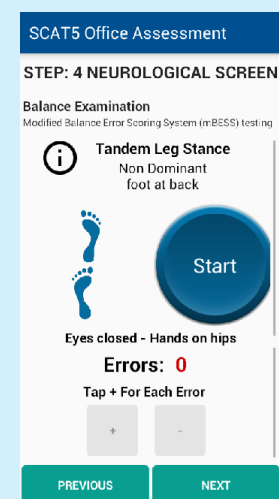 SCAT5 Office Assessment
STEP: 4 NEUROLOGICAL SCREEN
Balance Examination
Modified Balance Error Scoring System (mBESS) testing
Tandem Leg Stance
Non Dominant
foot at back
Start
Eyes closed - Hands on hips
Errors: 0
Tap + For Each Error
+ -
PREVIOUS NEXT